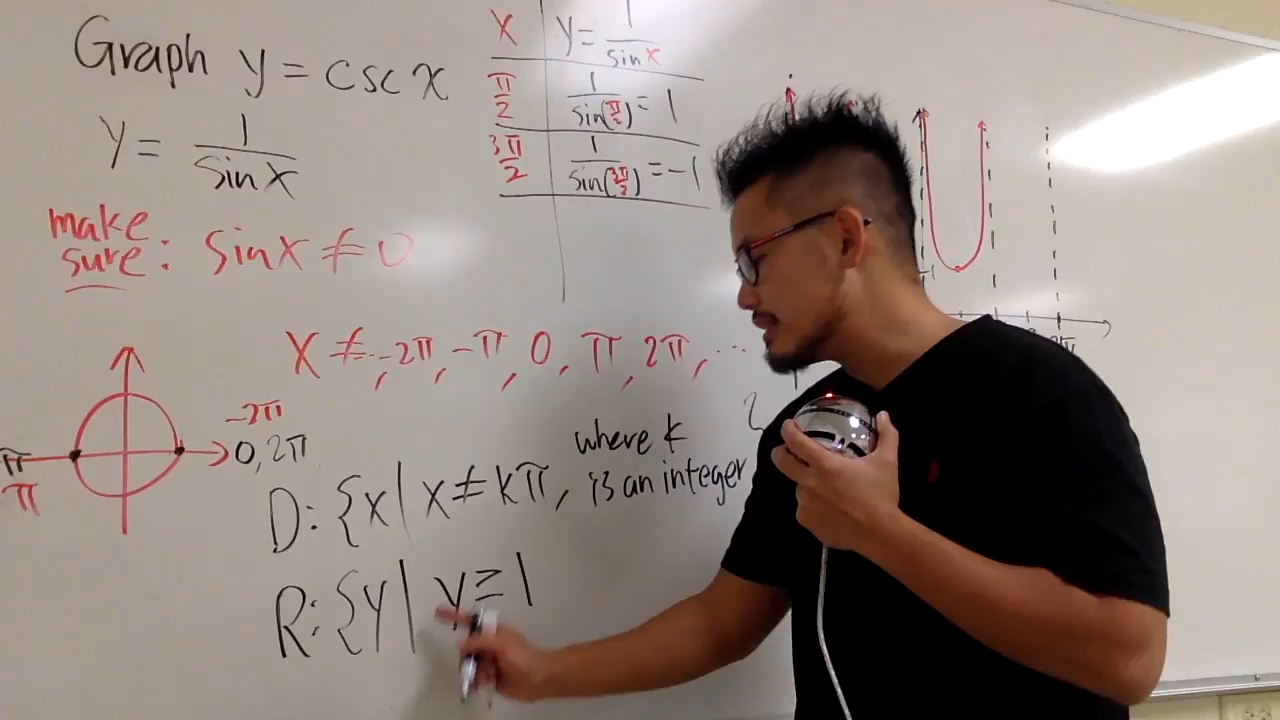 Graph y = csc x
y = 1/sin x
make sure: sin x ≠ 0
x | y = 1/sin x
π/2 | 1/sin(π/2) = 1
3π/2 | 1/sin(3π/2) = -1
x ≠ ..., -2π, -π, 0, π, 2π, ...
-2π
0, 2π
π
π
D: {x | x ≠ kπ, where k is an integer
R: {y | y ≥ 1